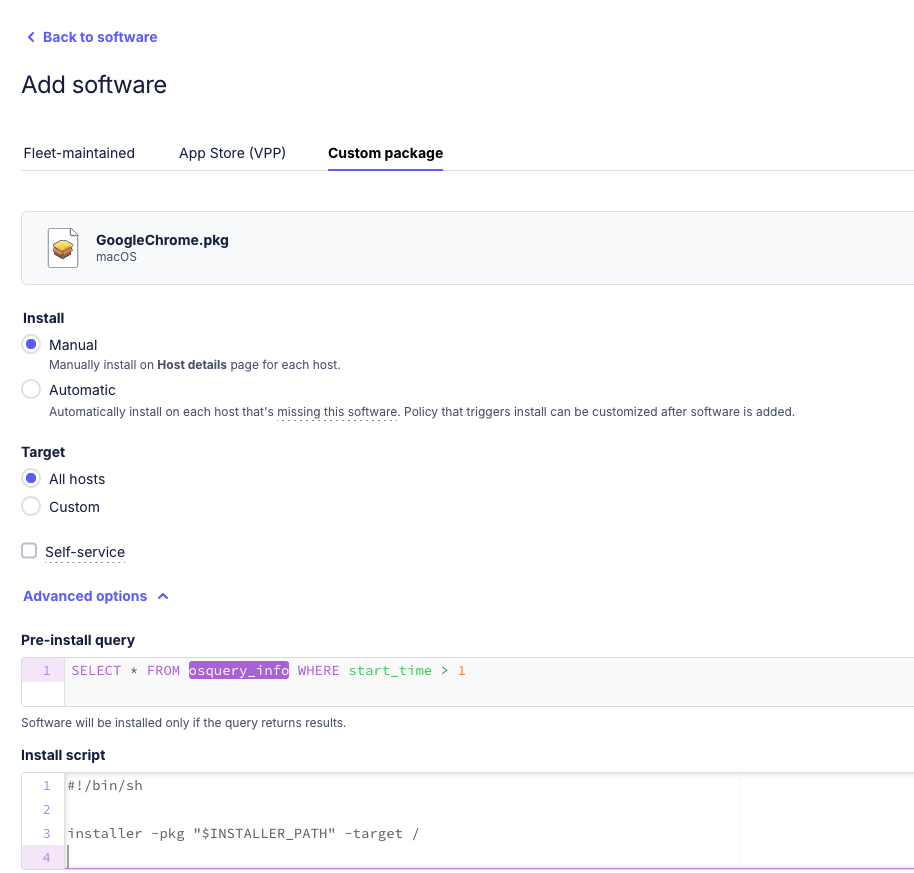 Back to software
Add software
Fleet-maintained App Store (VPP) Custom package
GoogleChrome.pkg
macOS
Install
Manual
Manually install on Host details page for each host.
Automatic
Automatically install on each host that's missing this software. Policy that triggers install can be customized after software is added.
Target
All hosts
Custom
Self-service
Advanced options
Pre-install query
1 SELECT * FROM osquery_info WHERE start_time > 1
Software will be installed only if the query returns results.
Install script
1 #!/bin/sh
2
3 installer -pkg "$INSTALLER_PATH" -target /
4